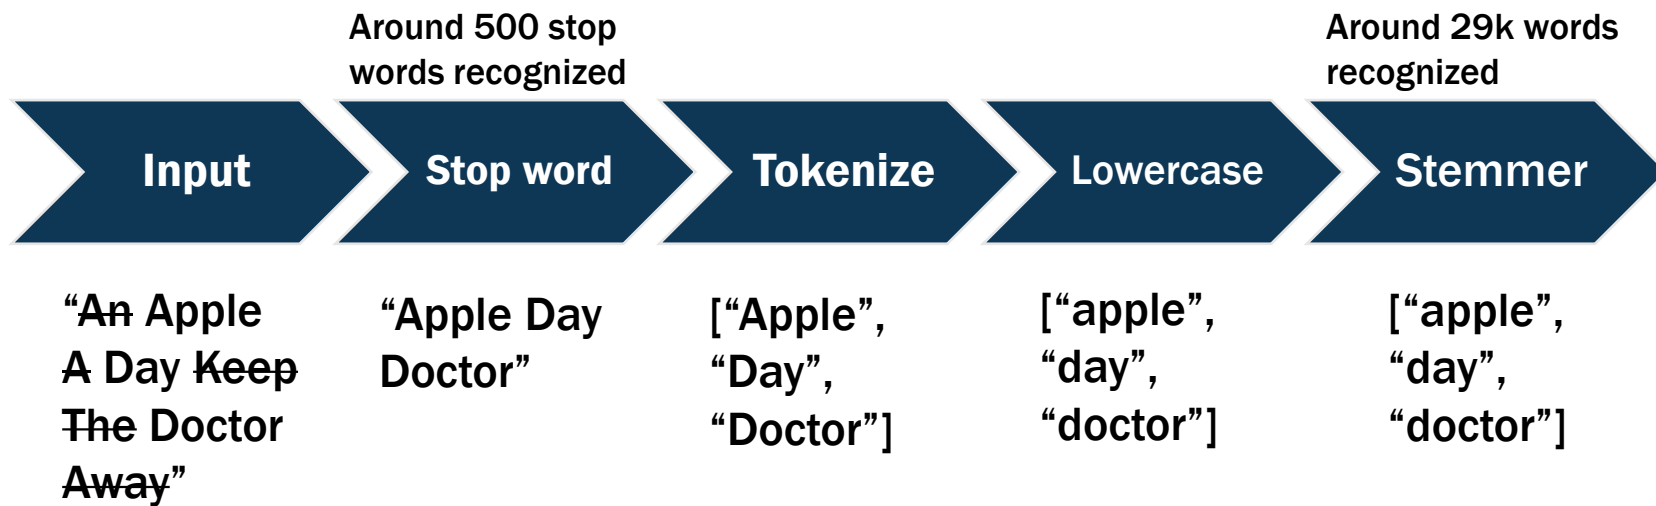 Around 500 stop
words recognized
Around 29k words
recognized
Input
Stop word
Tokenize
Lowercase
Stemmer
“An Apple
A Day Keep
The Doctor
Away”
“Apple Day
Doctor”
[“Apple”,
“Day”,
“Doctor”]
[“apple”,
“day”,
“doctor”]
[“apple”,
“day”,
“doctor”]